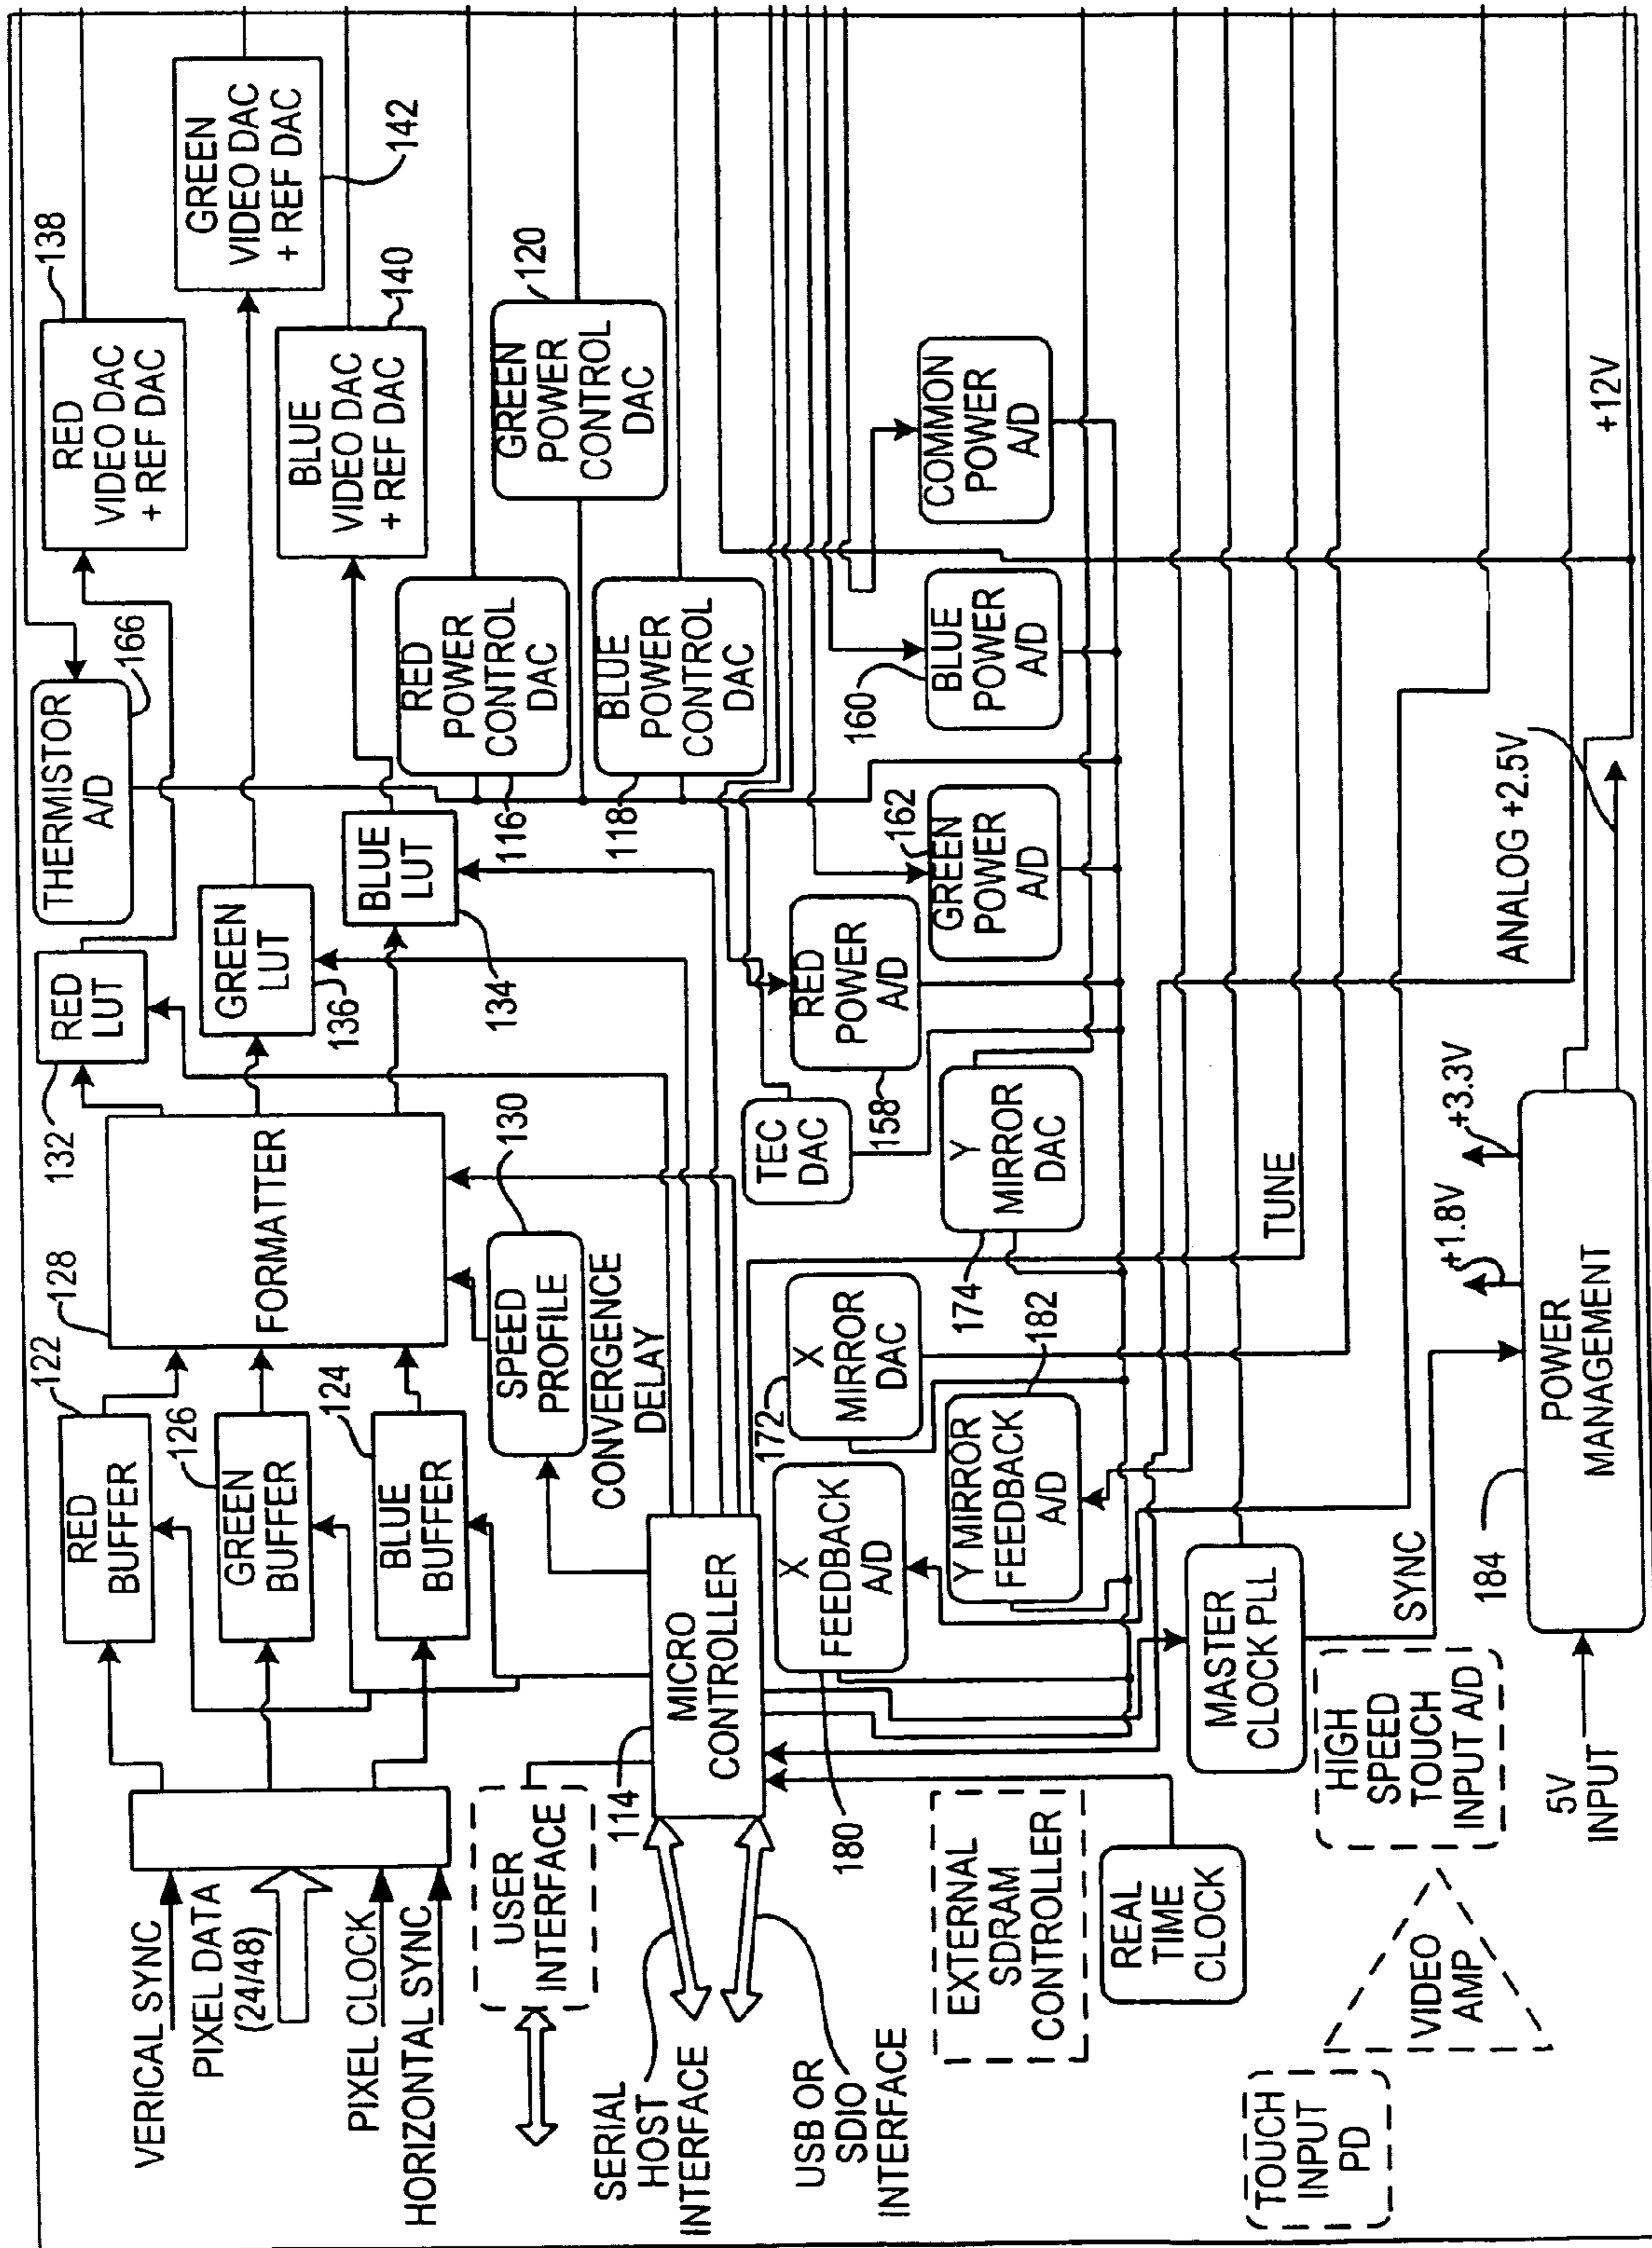 VERICAL SYNC
PIXEL DATA
(24/48)
PIXEL CLOCK
HORIZONTAL SYNC
RED
BUFFER
122
GREEN
BUFFER
126
BLUE
BUFFER
124
128
FORMATTER
132
RED
LUT
GREEN
LUT
136
BLUE
LUT
134
THERMISTOR
A/D
166
RED
VIDEO DAC
+ REF DAC
138
GREEN
VIDEO DAC
+ REF DAC
142
BLUE
VIDEO DAC
+ REF DAC
140
USER
INTERFACE
SPEED
PROFILE
130
CONVERGENCE
DELAY
RED
POWER
CONTROL
DAC
116
GREEN
POWER
CONTROL
DAC
120
BLUE
POWER
CONTROL
DAC
118
SERIAL
HOST
INTERFACE
USB OR
SDIO
INTERFACE
114
MICRO
CONTROLLER
TEC
DAC
RED
POWER
A/D
158
GREEN
POWER
A/D
162
BLUE
POWER
A/D
160
COMMON
POWER
A/D
X
FEEDBACK
A/D
180
X
MIRROR
DAC
172
Y MIRROR
FEEDBACK
A/D
182
Y
MIRROR
DAC
174
EXTERNAL
SDRAM
CONTROLLER
REAL
TIME
CLOCK
MASTER
CLOCK PLL
TUNE
SYNC
TOUCH
INPUT
PD
VIDEO
AMP
HIGH
SPEED
TOUCH
INPUT A/D
5V
INPUT
184
POWER
MANAGEMENT
+1.8V
+3.3V
ANALOG +2.5V
+12V